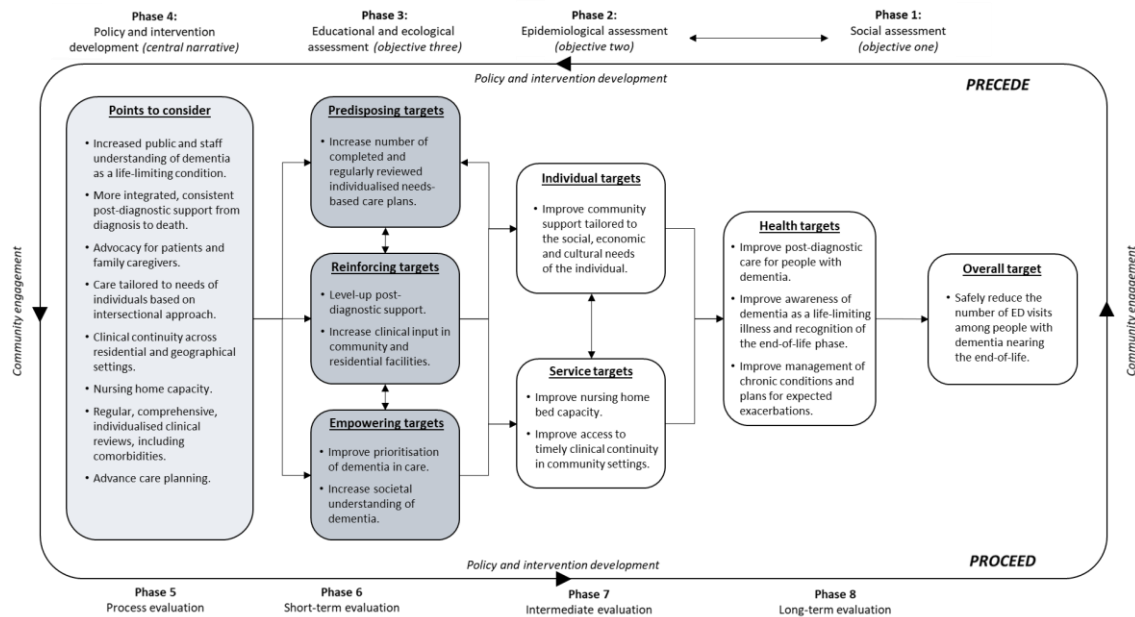 Phase 4:
Policy and intervention
development (central narrative)
Phase 3:
Educational and ecological
assessment (objective three)
Phase 2:
Epidemiological assessment
(objective two)
Phase 1:
Social assessment
(objective one)
Policy and intervention development
PRECEDE
Community engagement
Points to consider
• Increased public and staff
understanding of dementia
as a life-limiting condition.
• More integrated, consistent
post-diagnostic support from
diagnosis to death.
• Advocacy for patients and
family caregivers.
• Care tailored to needs of
individuals based on
intersectional approach.
• Clinical continuity across
residential and geographical
settings.
• Nursing home capacity.
• Regular, comprehensive,
individualised clinical
reviews, including
comorbidities.
• Advance care planning.
Predisposing targets
• Increase number of
completed and
regularly reviewed
individualised needs-
based care plans.
Reinforcing targets
• Level-up post-
diagnostic support.
• Increase clinical input in
community and
residential facilities.
Empowering targets
• Improve prioritisation
of dementia in care.
• Increase societal
understanding of
dementia.
Individual targets
• Improve community
support tailored to
the social, economic
and cultural needs
of the individual.
Service targets
• Improve nursing home
bed capacity.
• Improve access to
timely clinical continuity
in community settings.
Health targets
• Improve post-diagnostic
care for people with
dementia.
• Improve awareness of
dementia as a life-limiting
illness and recognition of
the end-of-life phase.
• Improve management of
chronic conditions and
plans for expected
exacerbations.
Overall target
• Safely reduce the
number of ED visits
among people with
dementia nearing
the end-of-life.
Community engagement
Policy and intervention development
PROCEED
Phase 5
Process evaluation
Phase 6
Short-term evaluation
Phase 7
Intermediate evaluation
Phase 8
Long-term evaluation